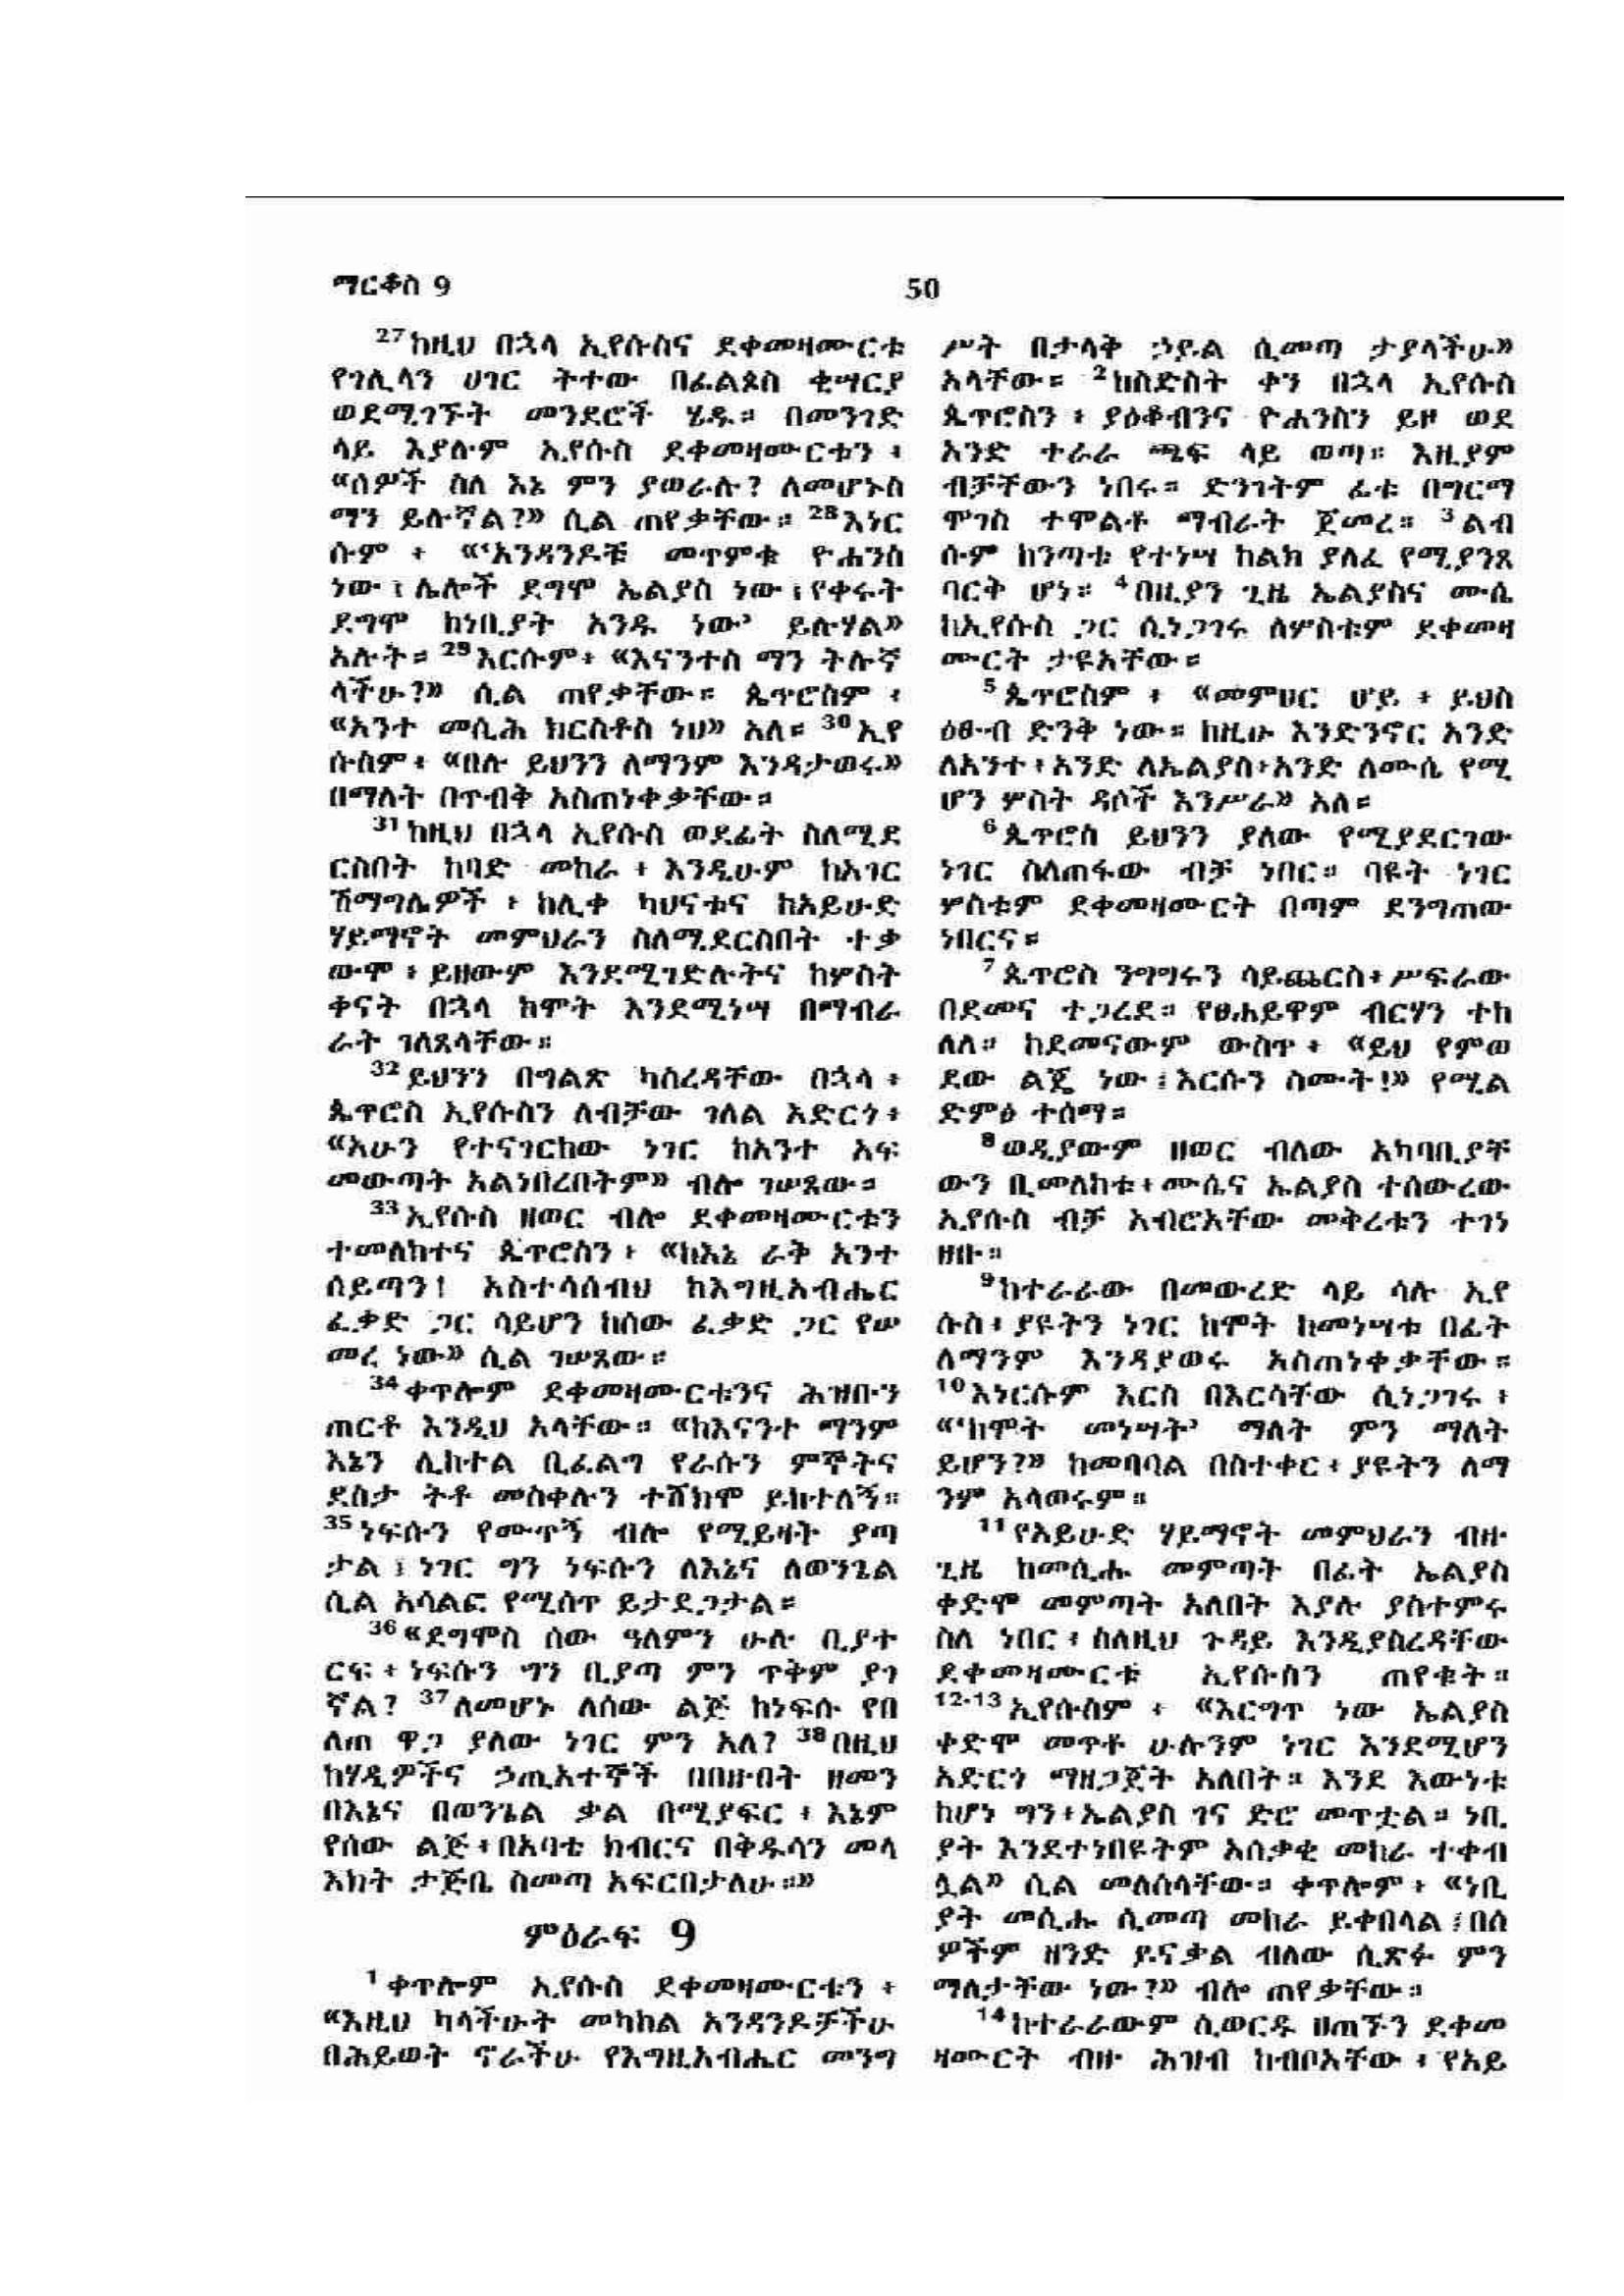 ማርቆስ 9
50
27ከዚህ በኋላ ኢየሱስና ደቀመዛሙርቱ
የገሊላን ሀገር ትተው በፊልጶስ ቂሣርያ
ወደሚገኙት መንደሮች ሄዱ። በመንገድ
ላይ እያሉም ኢየሱስ ደቀመዛሙርቱን ፥
«ሰዎች ስለ እኔ ምን ያወራሉ? ለመሆኑስ
ማን ይሉኛል?» ሲል ጠየቃቸው። 28እነር
ሱም ፥ «‘አንዳንዶቹ መጥምቁ ዮሐንስ
ነው ፤ ሌሎች ደግሞ ኤልያስ ነው ፤ የቀሩት
ደግሞ ከነቢያት አንዱ ነው’ ይሉሃል»
አሉት። 29እርሱም፥ «እናንተስ ማን ትሉኛ
ላችሁ?» ሲል ጠየቃቸው። ጴጥሮስም ፥
«አንተ መሲሕ ክርስቶስ ነህ» አለ። 30ኢየ
ሱስም፥ «በሉ ይህንን ለማንም እንዳታወሩ»
በማለት በጥብቅ አስጠነቀቃቸው።
31ከዚህ በኋላ ኢየሱስ ወደፊት ስለሚደ
ርስበት ከባድ መከራ ፥ እንዲሁም ከአገር
ሽማግሌዎች ፥ ከሊቀ ካህናቱና ከአይሁድ
ሃይማኖት መምህራን ስለሚደርስበት ተቃ
ውሞ ፥ ይዘውም እንደሚገድሉትና ከሦስት
ቀናት በኋላ ከሞት እንደሚነሣ በማብራ
ራት ገለጸላቸው።
32ይህንን በግልጽ ካስረዳቸው በኋላ ፥
ጴጥሮስ ኢየሱስን ለብቻው ገለል አድርጎ፥
«አሁን የተናገርከው ነገር ከአንተ አፍ
መውጣት አልነበረበትም» ብሎ ገሠጸው።
33ኢየሱስ ዘወር ብሎ ደቀመዛሙርቱን
ተመለከተና ጴጥሮስን ፥ «ከእኔ ራቅ አንተ
ሰይጣን! አስተሳሰብህ ከእግዚአብሔር
ፈቃድ ጋር ሳይሆን ከሰው ፈቃድ ጋር የሠ
መረ ነው» ሲል ገሠጸው።
34ቀጥሎም ደቀመዛሙርቱንና ሕዝቡን
ጠርቶ እንዲህ አላቸው። «ከእናንተ ማንም
እኔን ሊከተል ቢፈልግ የራሱን ምኞትና
ደስታ ትቶ መስቀሉን ተሸክሞ ይከተለኝ።
35ነፍሱን የሙጥኝ ብሎ የሚይዛት ያጣ
ታል ፤ ነገር ግን ነፍሱን ለእኔና ለወንጌል
ሲል አሳልፎ የሚሰጥ ይታደጋታል።
36«ደግሞስ ሰው ዓለምን ሁሉ ቢያተ
ርፍ ፥ ነፍሱን ግን ቢያጣ ምን ጥቅም ያገ
ኛል? 37ለመሆኑ ለሰው ልጅ ከነፍሱ የበ
ለጠ ዋጋ ያለው ነገር ምን አለ? 38በዚህ
ከሃዲዎችና ኃጢአተኞች በበዙበት ዘመን
በእኔና በወንጌል ቃል በሚያፍር ፥ እኔም
የሰው ልጅ፥በአባቴ ክብርና በቅዱሳን መላ
እክት ታጅቤ ስመጣ አፍርበታለሁ።»
ምዕራፍ 9
1ቀጥሎም ኢየሱስ ደቀመዛሙርቱን ፥
«እዚህ ካላችሁት መካከል አንዳንዶቻችሁ
በሕይወት ኖራችሁ የእግዚአብሔር መንግ
ሥት በታላቅ ኃይል ሲመጣ ታያላችሁ»
አላቸው። 2ከስድስት ቀን በኋላ ኢየሱስ
ጴጥሮስን ፥ ያዕቆብንና ዮሐንስን ይዞ ወደ
አንድ ተራራ ጫፍ ላይ ወጣ። እዚያም
ብቻቸውን ነበሩ። ድንገትም ፊቱ በግርማ
ሞገስ ተሞልቶ ማብራት ጀመረ። 3ልብ
ሱም ከንጣቱ የተነሣ ከልክ ያለፈ የሚያንጸ
ባርቅ ሆነ። 4በዚያን ጊዜ ኤልያስና ሙሴ
ከኢየሱስ ጋር ሲነጋገሩ ለሦስቱም ደቀመዛ
ሙርት ታዩአቸው።
5ጴጥሮስም ፥ «መምህር ሆይ ፥ ይህስ
ዕፁብ ድንቅ ነው። ከዚሁ እንድንኖር አንድ
ለአንተ፥አንድ ለኤልያስ፥አንድ ለሙሴ የሚ
ሆን ሦስት ዳሶች እንሥራ» አለ።
6ጴጥሮስ ይህንን ያለው የሚያደርገው
ነገር ስለጠፋው ብቻ ነበር። ባዩት ነገር
ሦስቱም ደቀመዛሙርት በጣም ደንግጠው
ነበርና።
7ጴጥሮስ ንግግሩን ሳይጨርስ፥ሥፍራው
በደመና ተጋረደ። የፀሐይዋም ብርሃን ተከ
ለለ። ከደመናውም ውስጥ ፥ «ይህ የምወ
ደው ልጄ ነው ፤ እርሱን ስሙት!» የሚል
ድምፅ ተሰማ።
8ወዲያውም ዘወር ብለው አካባቢያቸ
ውን ቢመለከቱ፥ሙሴና ኤልያስ ተሰውረው
ኢየሱስ ብቻ አብሮአቸው መቅረቱን ተገነ
ዘቡ።
9ከተራራው በመውረድ ላይ ሳሉ ኢየ
ሱስ፥ያዩትን ነገር ከሞት ከመነሣቱ በፊት
ለማንም እንዳያወሩ አስጠነቀቃቸው።
10እነርሱም እርስ በእርሳቸው ሲነጋገሩ ፥
«‘ከሞት መነሣት’ ማለት ምን ማለት
ይሆን?» ከመባባል በስተቀር፥ያዩትን ለማ
ንም አላወሩም።
11የአይሁድ ሃይማኖት መምህራን ብዙ
ጊዜ ከመሲሑ መምጣት በፊት ኤልያስ
ቀድሞ መምጣት አለበት እያሉ ያስተምሩ
ስለ ነበር ፥ ስለዚህ ጉዳይ እንዲያስረዳቸው
ደቀመዛሙርቱ ኢየሱስን ጠየቁት።
12-13ኢየሱስም ፥ «እርግጥ ነው ኤልያስ
ቀድሞ መጥቶ ሁሉንም ነገር እንደሚሆን
አድርጎ ማዘጋጀት አለበት። እንደ እውነቱ
ከሆነ ግን፥ኤልያስ ገና ድሮ መጥቷል። ነቢ
ያት እንደተነበዩትም አሰቃቂ መከራ ተቀብ
ሏል» ሲል መለሰላቸው። ቀጥሎም ፥ «ነቢ
ያት መሲሑ ሲመጣ መከራ ይቀበላል ፤ በሰ
ዎችም ዘንድ ይናቃል ብለው ሲጽፉ ምን
ማለታቸው ነው?» ብሎ ጠየቃቸው።
14ከተራራውም ሲወርዱ ዘጠኙን ደቀመ
ዛሙርት ብዙ ሕዝብ ከብቦአቸው ፥ የአይ